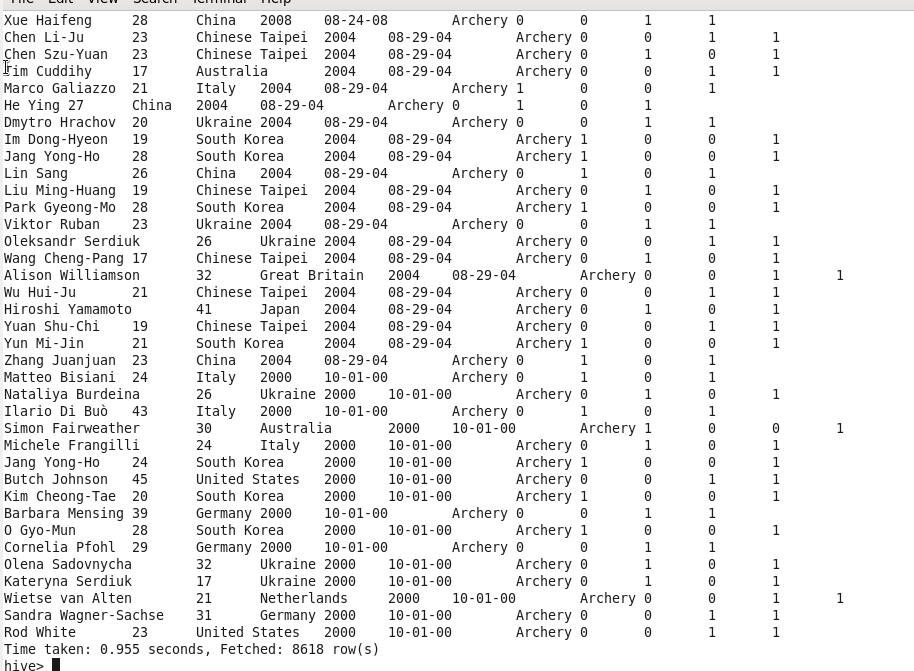 File Edit View Search Terminal Help
Xue Haifeng 28 China 2008 08-24-08 Archery 0 0 1 1
Chen Li-Ju 23 Chinese Taipei 2004 08-29-04 Archery 0 0 1 1
Chen Szu-Yuan 23 Chinese Taipei 2004 08-29-04 Archery 0 1 0 1
Tim Cuddihy 17 Australia 2004 08-29-04 Archery 0 0 1 1
Marco Galiazzo 21 Italy 2004 08-29-04 Archery 1 0 0 1
He Ying 27 China 2004 08-29-04 Archery 0 1 0 1
Dmytro Hrachov 20 Ukraine 2004 08-29-04 Archery 0 0 1 1
Im Dong-Hyeon 19 South Korea 2004 08-29-04 Archery 1 0 0 1
Jang Yong-Ho 28 South Korea 2004 08-29-04 Archery 1 0 0 1
Lin Sang 26 China 2004 08-29-04 Archery 0 1 0 1
Liu Ming-Huang 19 Chinese Taipei 2004 08-29-04 Archery 0 1 0 1
Park Gyeong-Mo 28 South Korea 2004 08-29-04 Archery 1 0 0 1
Viktor Ruban 23 Ukraine 2004 08-29-04 Archery 0 0 1 1
Oleksandr Serdiuk 26 Ukraine 2004 08-29-04 Archery 0 0 1 1
Wang Cheng-Pang 17 Chinese Taipei 2004 08-29-04 Archery 0 1 0 1
Alison Williamson 32 Great Britain 2004 08-29-04 Archery 0 0 1 1
Wu Hui-Ju 21 Chinese Taipei 2004 08-29-04 Archery 0 0 1 1
Hiroshi Yamamoto 41 Japan 2004 08-29-04 Archery 0 1 0 1
Yuan Shu-Chi 19 Chinese Taipei 2004 08-29-04 Archery 0 0 1 1
Yun Mi-Jin 21 South Korea 2004 08-29-04 Archery 1 0 0 1
Zhang Juanjuan 23 China 2004 08-29-04 Archery 0 1 0 1
Matteo Bisiani 24 Italy 2000 10-01-00 Archery 0 1 0 1
Nataliya Burdeina 26 Ukraine 2000 10-01-00 Archery 0 1 0 1
Ilario Di Buò 43 Italy 2000 10-01-00 Archery 0 1 0 1
Simon Fairweather 30 Australia 2000 10-01-00 Archery 1 0 0 1
Michele Frangilli 24 Italy 2000 10-01-00 Archery 0 1 0 1
Jang Yong-Ho 24 South Korea 2000 10-01-00 Archery 1 0 0 1
Butch Johnson 45 United States 2000 10-01-00 Archery 0 0 1 1
Kim Cheong-Tae 20 South Korea 2000 10-01-00 Archery 1 0 0 1
Barbara Mensing 39 Germany 2000 10-01-00 Archery 0 0 1 1
O Gyo-Mun 28 South Korea 2000 10-01-00 Archery 1 0 0 1
Cornelia Pfohl 29 Germany 2000 10-01-00 Archery 0 0 1 1
Olena Sadovnycha 32 Ukraine 2000 10-01-00 Archery 0 1 0 1
Kateryna Serdiuk 17 Ukraine 2000 10-01-00 Archery 0 1 0 1
Wietse van Alten 21 Netherlands 2000 10-01-00 Archery 0 0 1 1
Sandra Wagner-Sachse 31 Germany 2000 10-01-00 Archery 0 0 1 1
Rod White 23 United States 2000 10-01-00 Archery 0 0 1 1
Time taken: 0.955 seconds, Fetched: 8618 row(s)
hive>